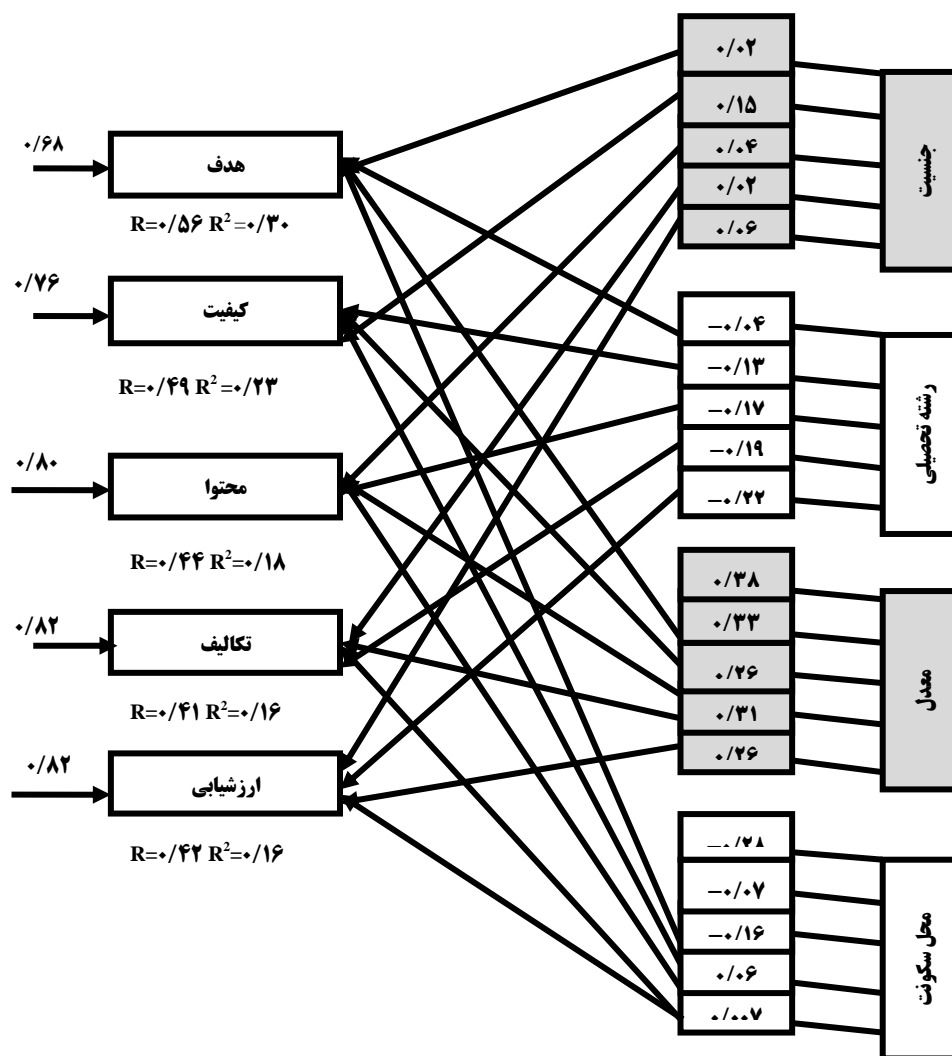 ۰/۰۲
۰/۱۵
۰/۰۴
۰/۰۲
۰/۰۶
جنسیت
۰/۶۸
هدف
R=۰/۵۶ R²=۰/۳۰
۰/۷۶
کیفیت
R=۰/۴۹ R²=۰/۲۳
۰/۸۰
محتوا
R=۰/۴۴ R²=۰/۱۸
۰/۸۲
تکالیف
R=۰/۴۱ R²=۰/۱۶
۰/۸۲
ارزشیابی
R=۰/۴۲ R²=۰/۱۶
−۰/۰۴
−۰/۱۳
−۰/۱۷
−۰/۱۹
−۰/۲۲
رشته تحصیلی
۰/۳۸
۰/۳۳
۰/۲۶
۰/۳۱
۰/۲۶
معدل
−۰/۲۸
−۰/۰۷
−۰/۱۶
۰/۰۶
۰/۰۰۷
محل سکونت